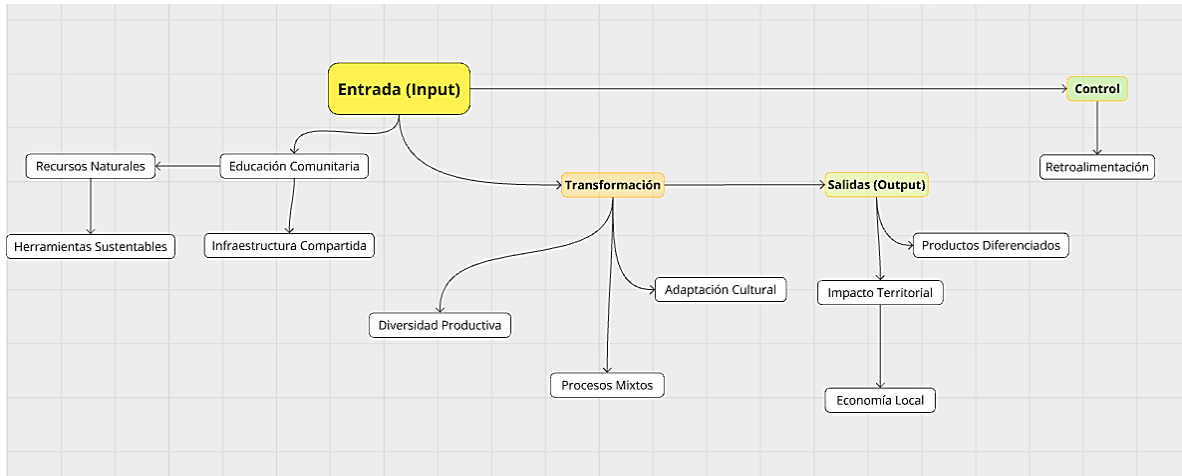 Entrada (Input)
Control
Recursos Naturales
Educación Comunitaria
Retroalimentación
Transformación
Salidas (Output)
Herramientas Sustentables
Infraestructura Compartida
Productos Diferenciados
Adaptación Cultural
Impacto Territorial
Diversidad Productiva
Procesos Mixtos
Economía Local